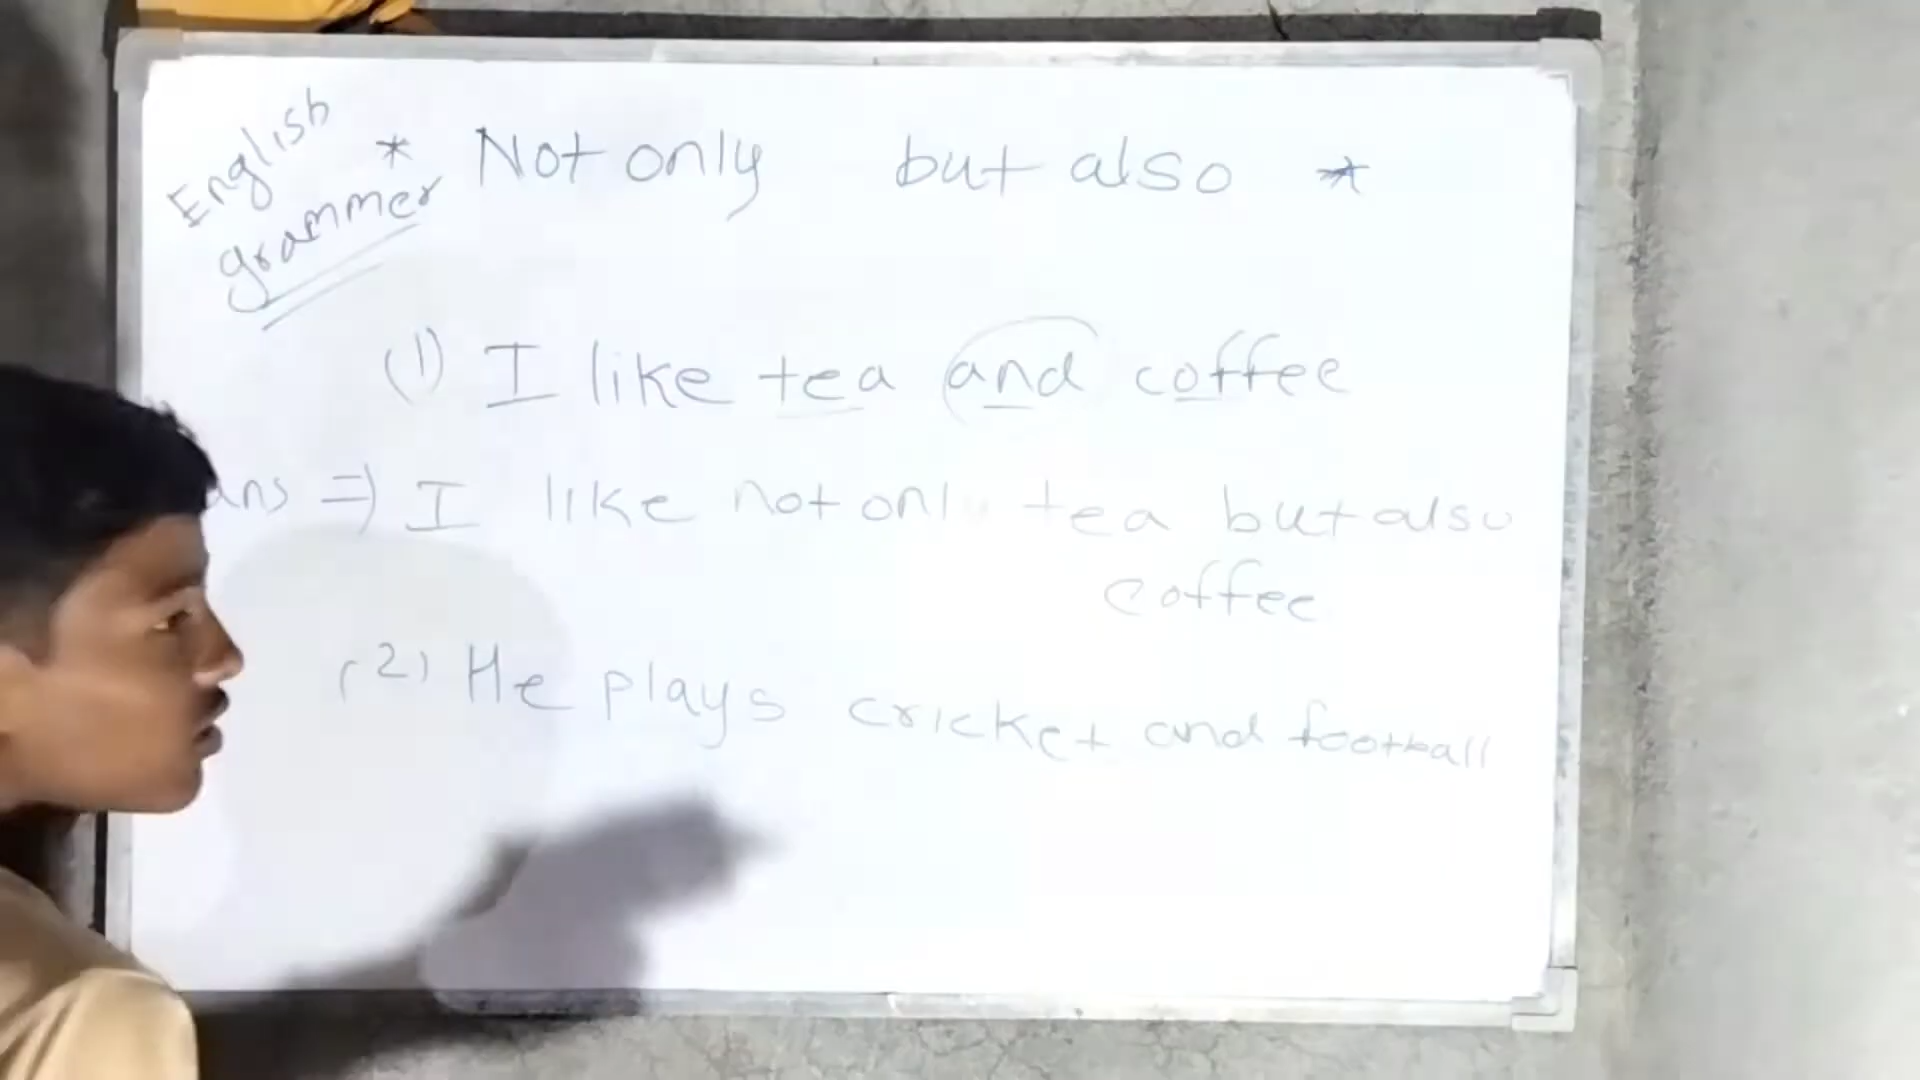 English
grammer
* Not only but also *
(1) I like tea and coffee
ans => I like not only tea but also
coffee
(2) He plays cricket and football